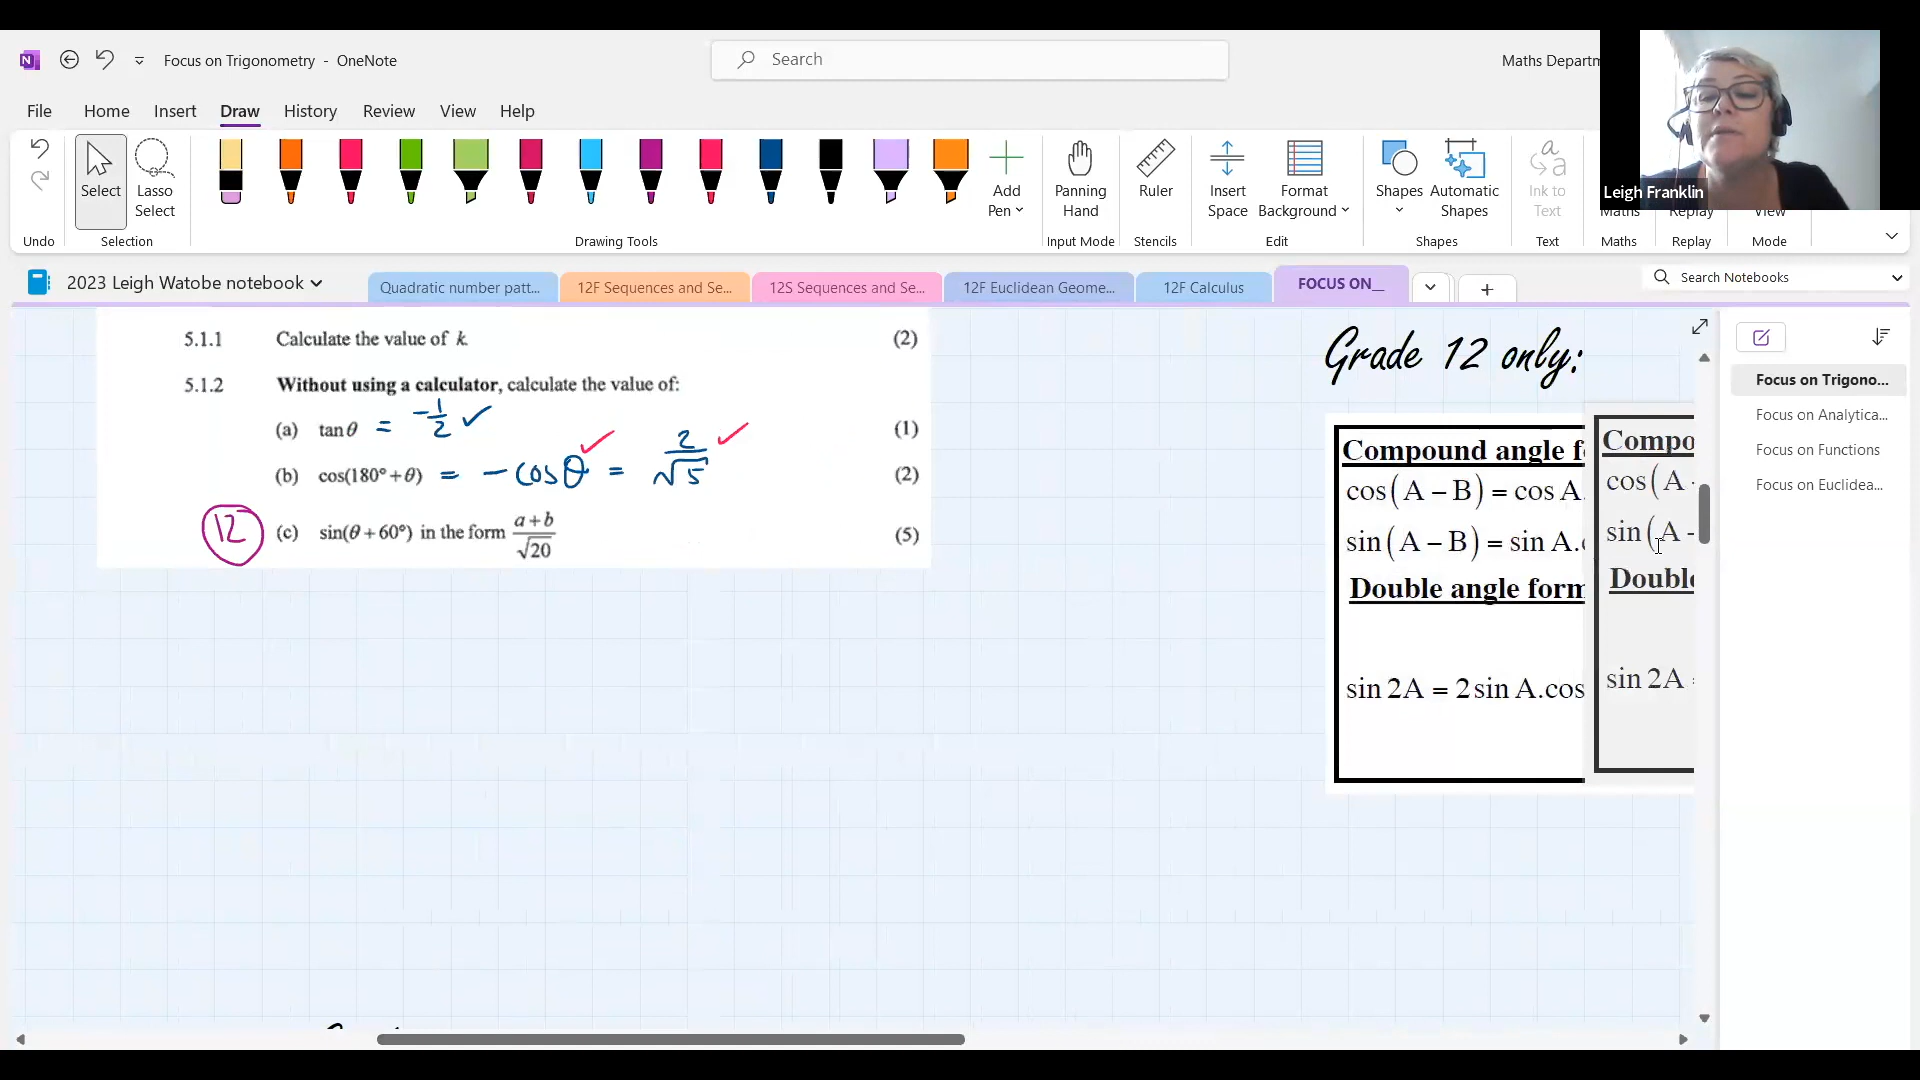 Focus on Trigonometry - OneNote
Search
Maths Departm
File Home Insert Draw History Review View Help
Select
Lasso Select
Add Pen
Panning Hand
Ruler
Insert Space
Format Background
Shapes
Automatic Shapes
Ink to Text
Maths
Replay
View
Leigh Franklin
Undo Selection Drawing Tools Input Mode Stencils Edit Shapes Text Maths Replay Mode
2023 Leigh Watobe notebook
Quadratic number patt...
12F Sequences and Se...
12S Sequences and Se...
12F Euclidean Geome...
12F Calculus
FOCUS ON__
Search Notebooks
5.1.1 Calculate the value of k. (2)
5.1.2 Without using a calculator, calculate the value of:
(a) tan θ = -1/2 ✓ (1)
(b) cos(180° + θ) = - cos θ ✓ = 2/√5 ✓ (2)
12 (c) sin(θ + 60°) in the form a + b/√20 (5)
Grade 12 only:
Compound angle f
cos(A − B) = cos A.
sin(A − B) = sin A.
Double angle form
sin 2A = 2 sin A.cos
Compo
cos(A -
sin(A -
Double
sin 2A =
Focus on Trigono...
Focus on Analytica...
Focus on Functions
Focus on Euclidea...